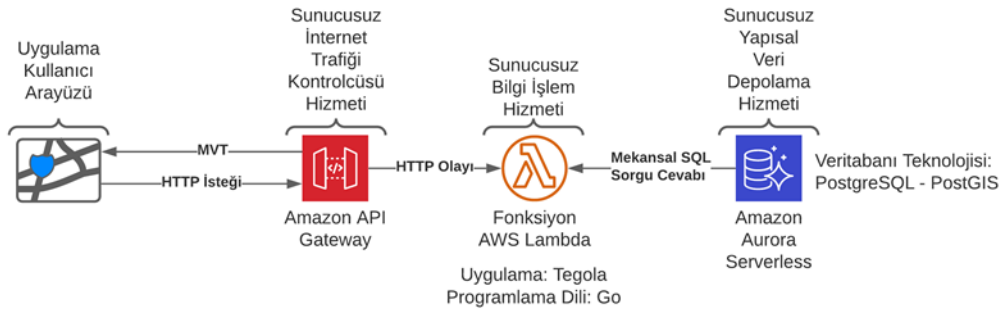 Uygulama
Kullanıcı
Arayüzü
Sunucusuz
İnternet
Trafiği
Kontrolcüsü
Hizmeti
Sunucusuz
Bilgi İşlem
Hizmeti
Sunucusuz
Yapısal
Veri
Depolama
Hizmeti
MVT
HTTP İsteği
HTTP Olayı
Mekansal SQL
Sorgu Cevabı
Veritabanı Teknolojisi:
PostgreSQL - PostGIS
Amazon API
Gateway
Fonksiyon
AWS Lambda
Amazon
Aurora
Serverless
Uygulama: Tegola
Programlama Dili: Go